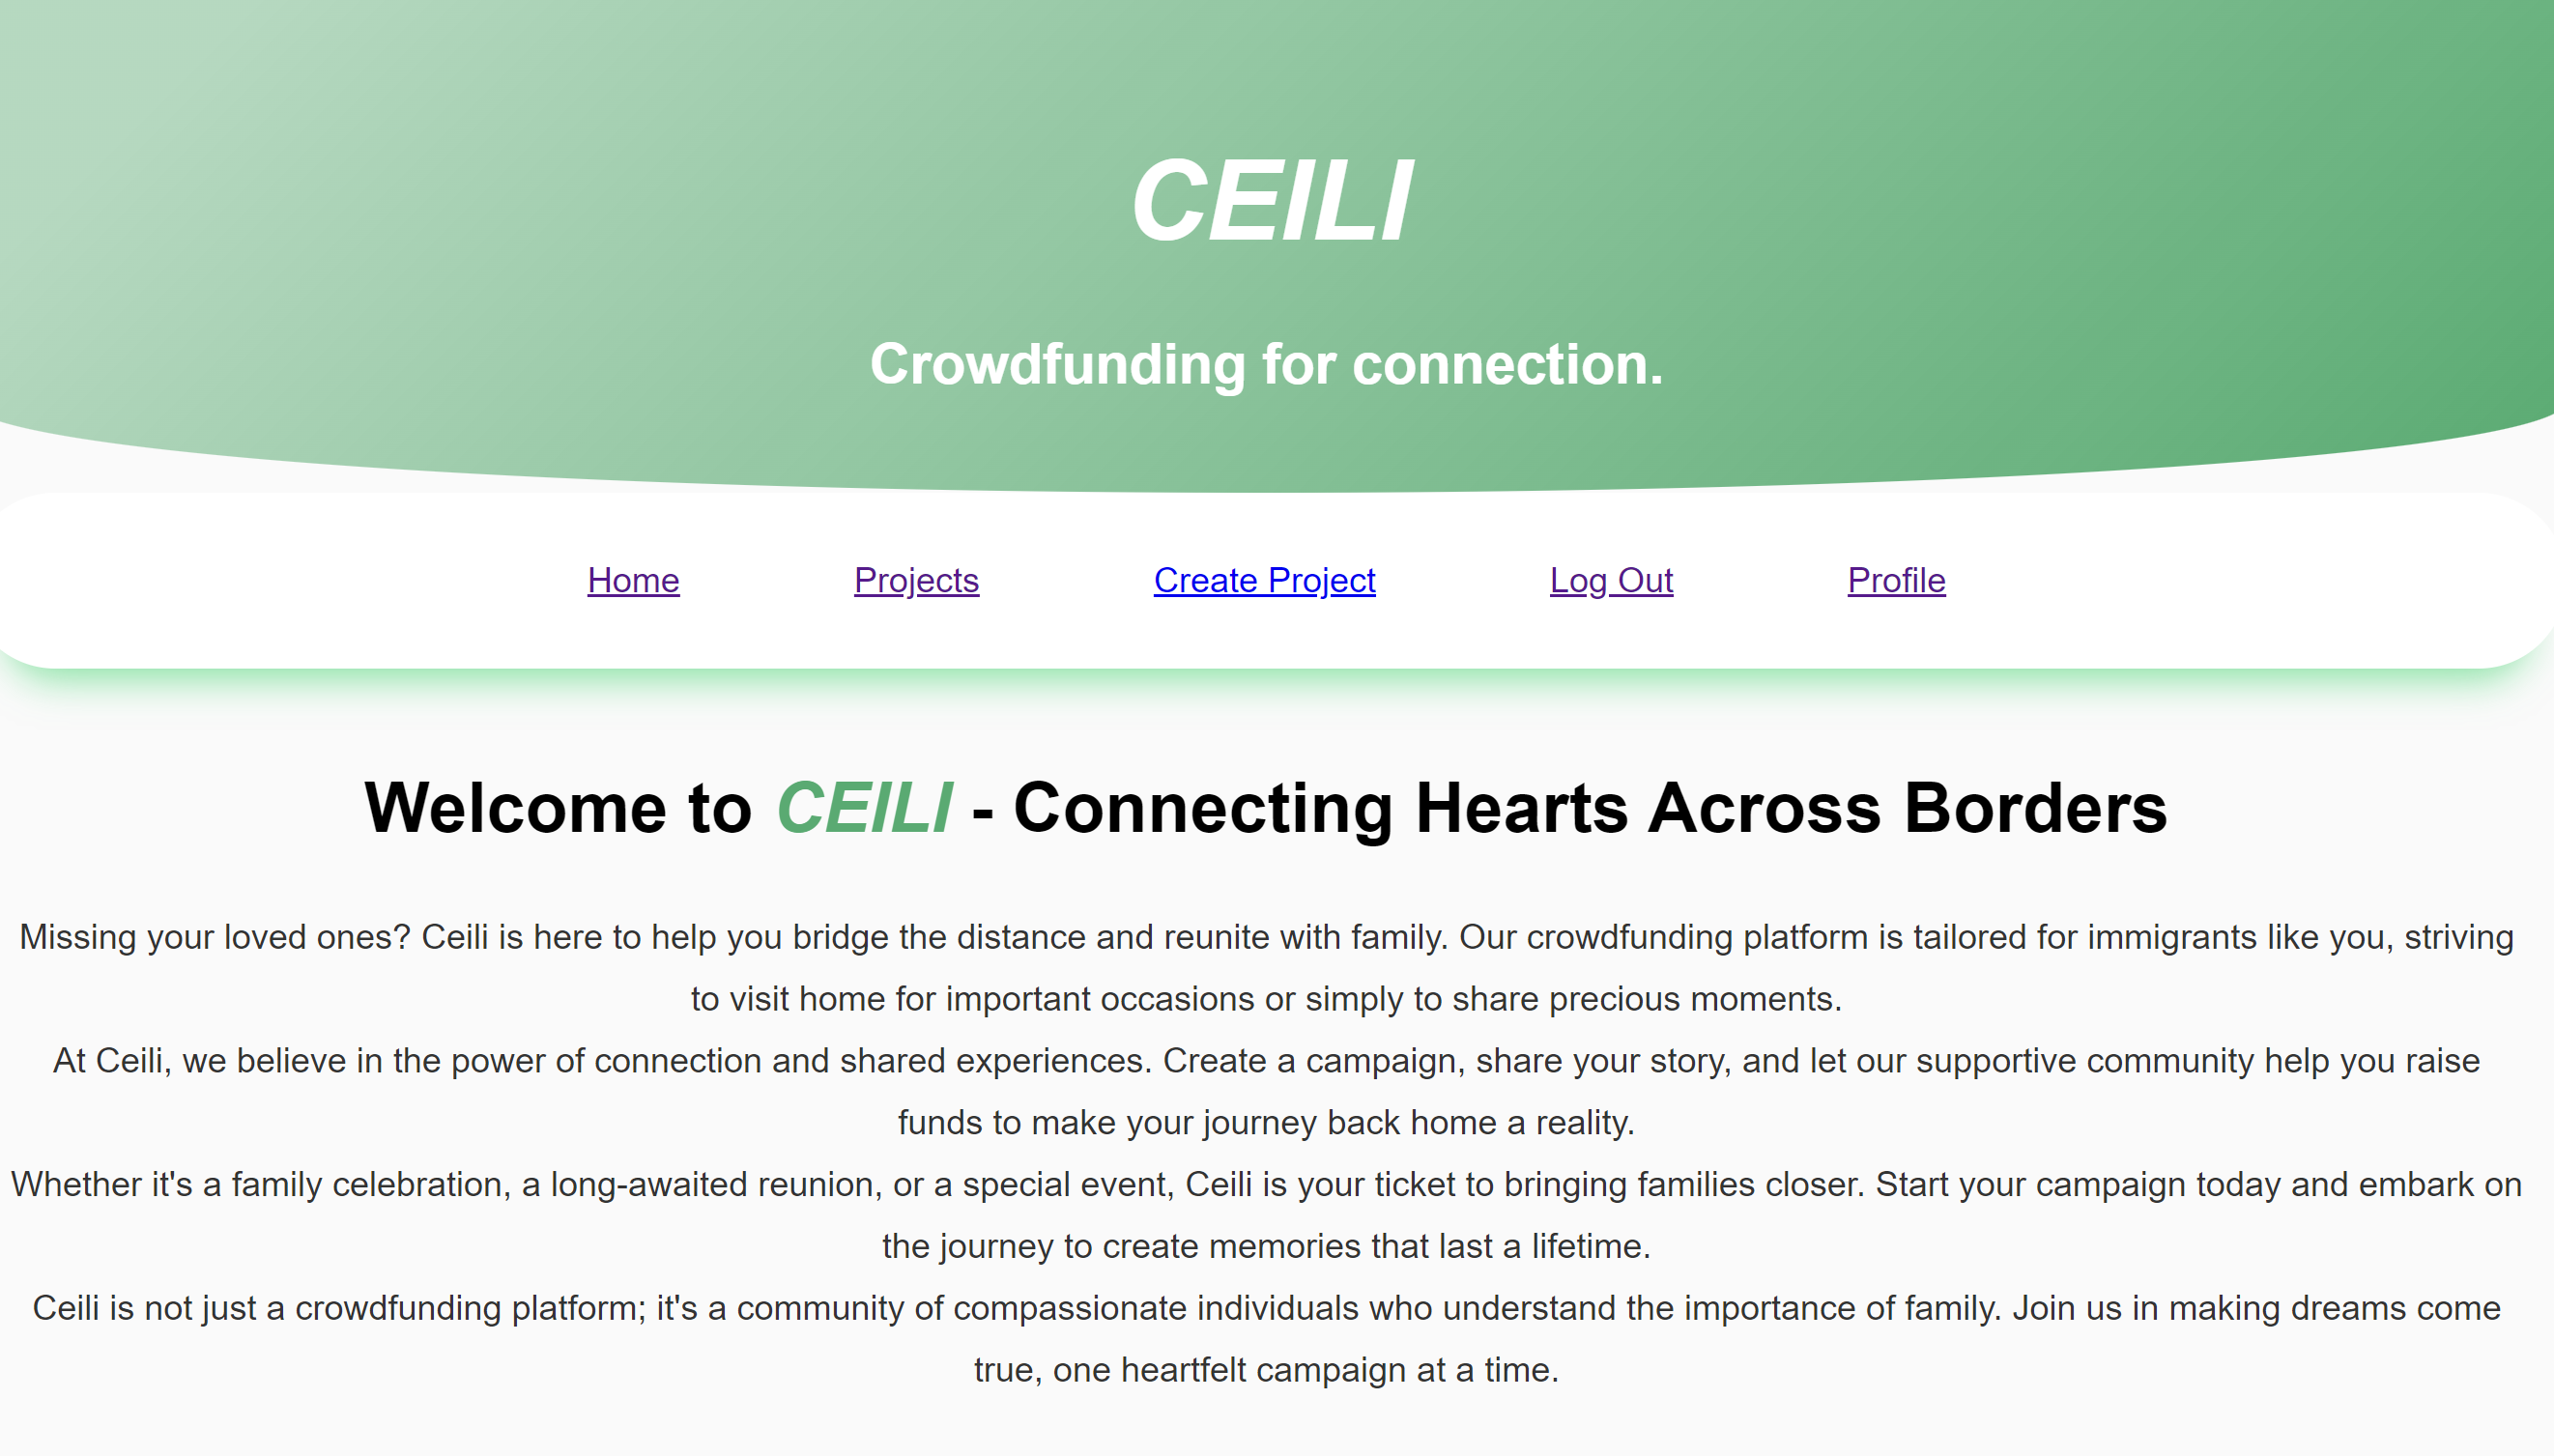 CEILI
Crowdfunding for connection.
Home Projects Create Project Log Out Profile
Welcome to CEILI - Connecting Hearts Across Borders
Missing your loved ones? Ceili is here to help you bridge the distance and reunite with family. Our crowdfunding platform is tailored for immigrants like you, striving
to visit home for important occasions or simply to share precious moments.
At Ceili, we believe in the power of connection and shared experiences. Create a campaign, share your story, and let our supportive community help you raise
funds to make your journey back home a reality.
Whether it's a family celebration, a long-awaited reunion, or a special event, Ceili is your ticket to bringing families closer. Start your campaign today and embark on
the journey to create memories that last a lifetime.
Ceili is not just a crowdfunding platform; it's a community of compassionate individuals who understand the importance of family. Join us in making dreams come
true, one heartfelt campaign at a time.